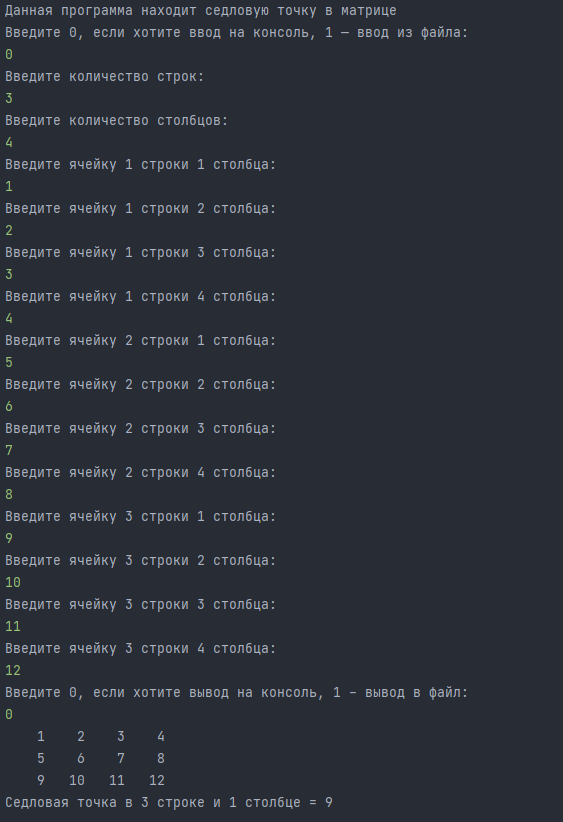 Данная программа находит седловую точку в матрице
Введите 0, если хотите ввод на консоль, 1 – ввод из файла:
0
Введите количество строк:
3
Введите количество столбцов:
4
Введите ячейку 1 строки 1 столбца:
1
Введите ячейку 1 строки 2 столбца:
2
Введите ячейку 1 строки 3 столбца:
3
Введите ячейку 1 строки 4 столбца:
4
Введите ячейку 2 строки 1 столбца:
5
Введите ячейку 2 строки 2 столбца:
6
Введите ячейку 2 строки 3 столбца:
7
Введите ячейку 2 строки 4 столбца:
8
Введите ячейку 3 строки 1 столбца:
9
Введите ячейку 3 строки 2 столбца:
10
Введите ячейку 3 строки 3 столбца:
11
Введите ячейку 3 строки 4 столбца:
12
Введите 0, если хотите вывод на консоль, 1 – вывод в файл:
0
    1    2    3    4
    5    6    7    8
    9   10   11   12
Седловая точка в 3 строке и 1 столбце = 9